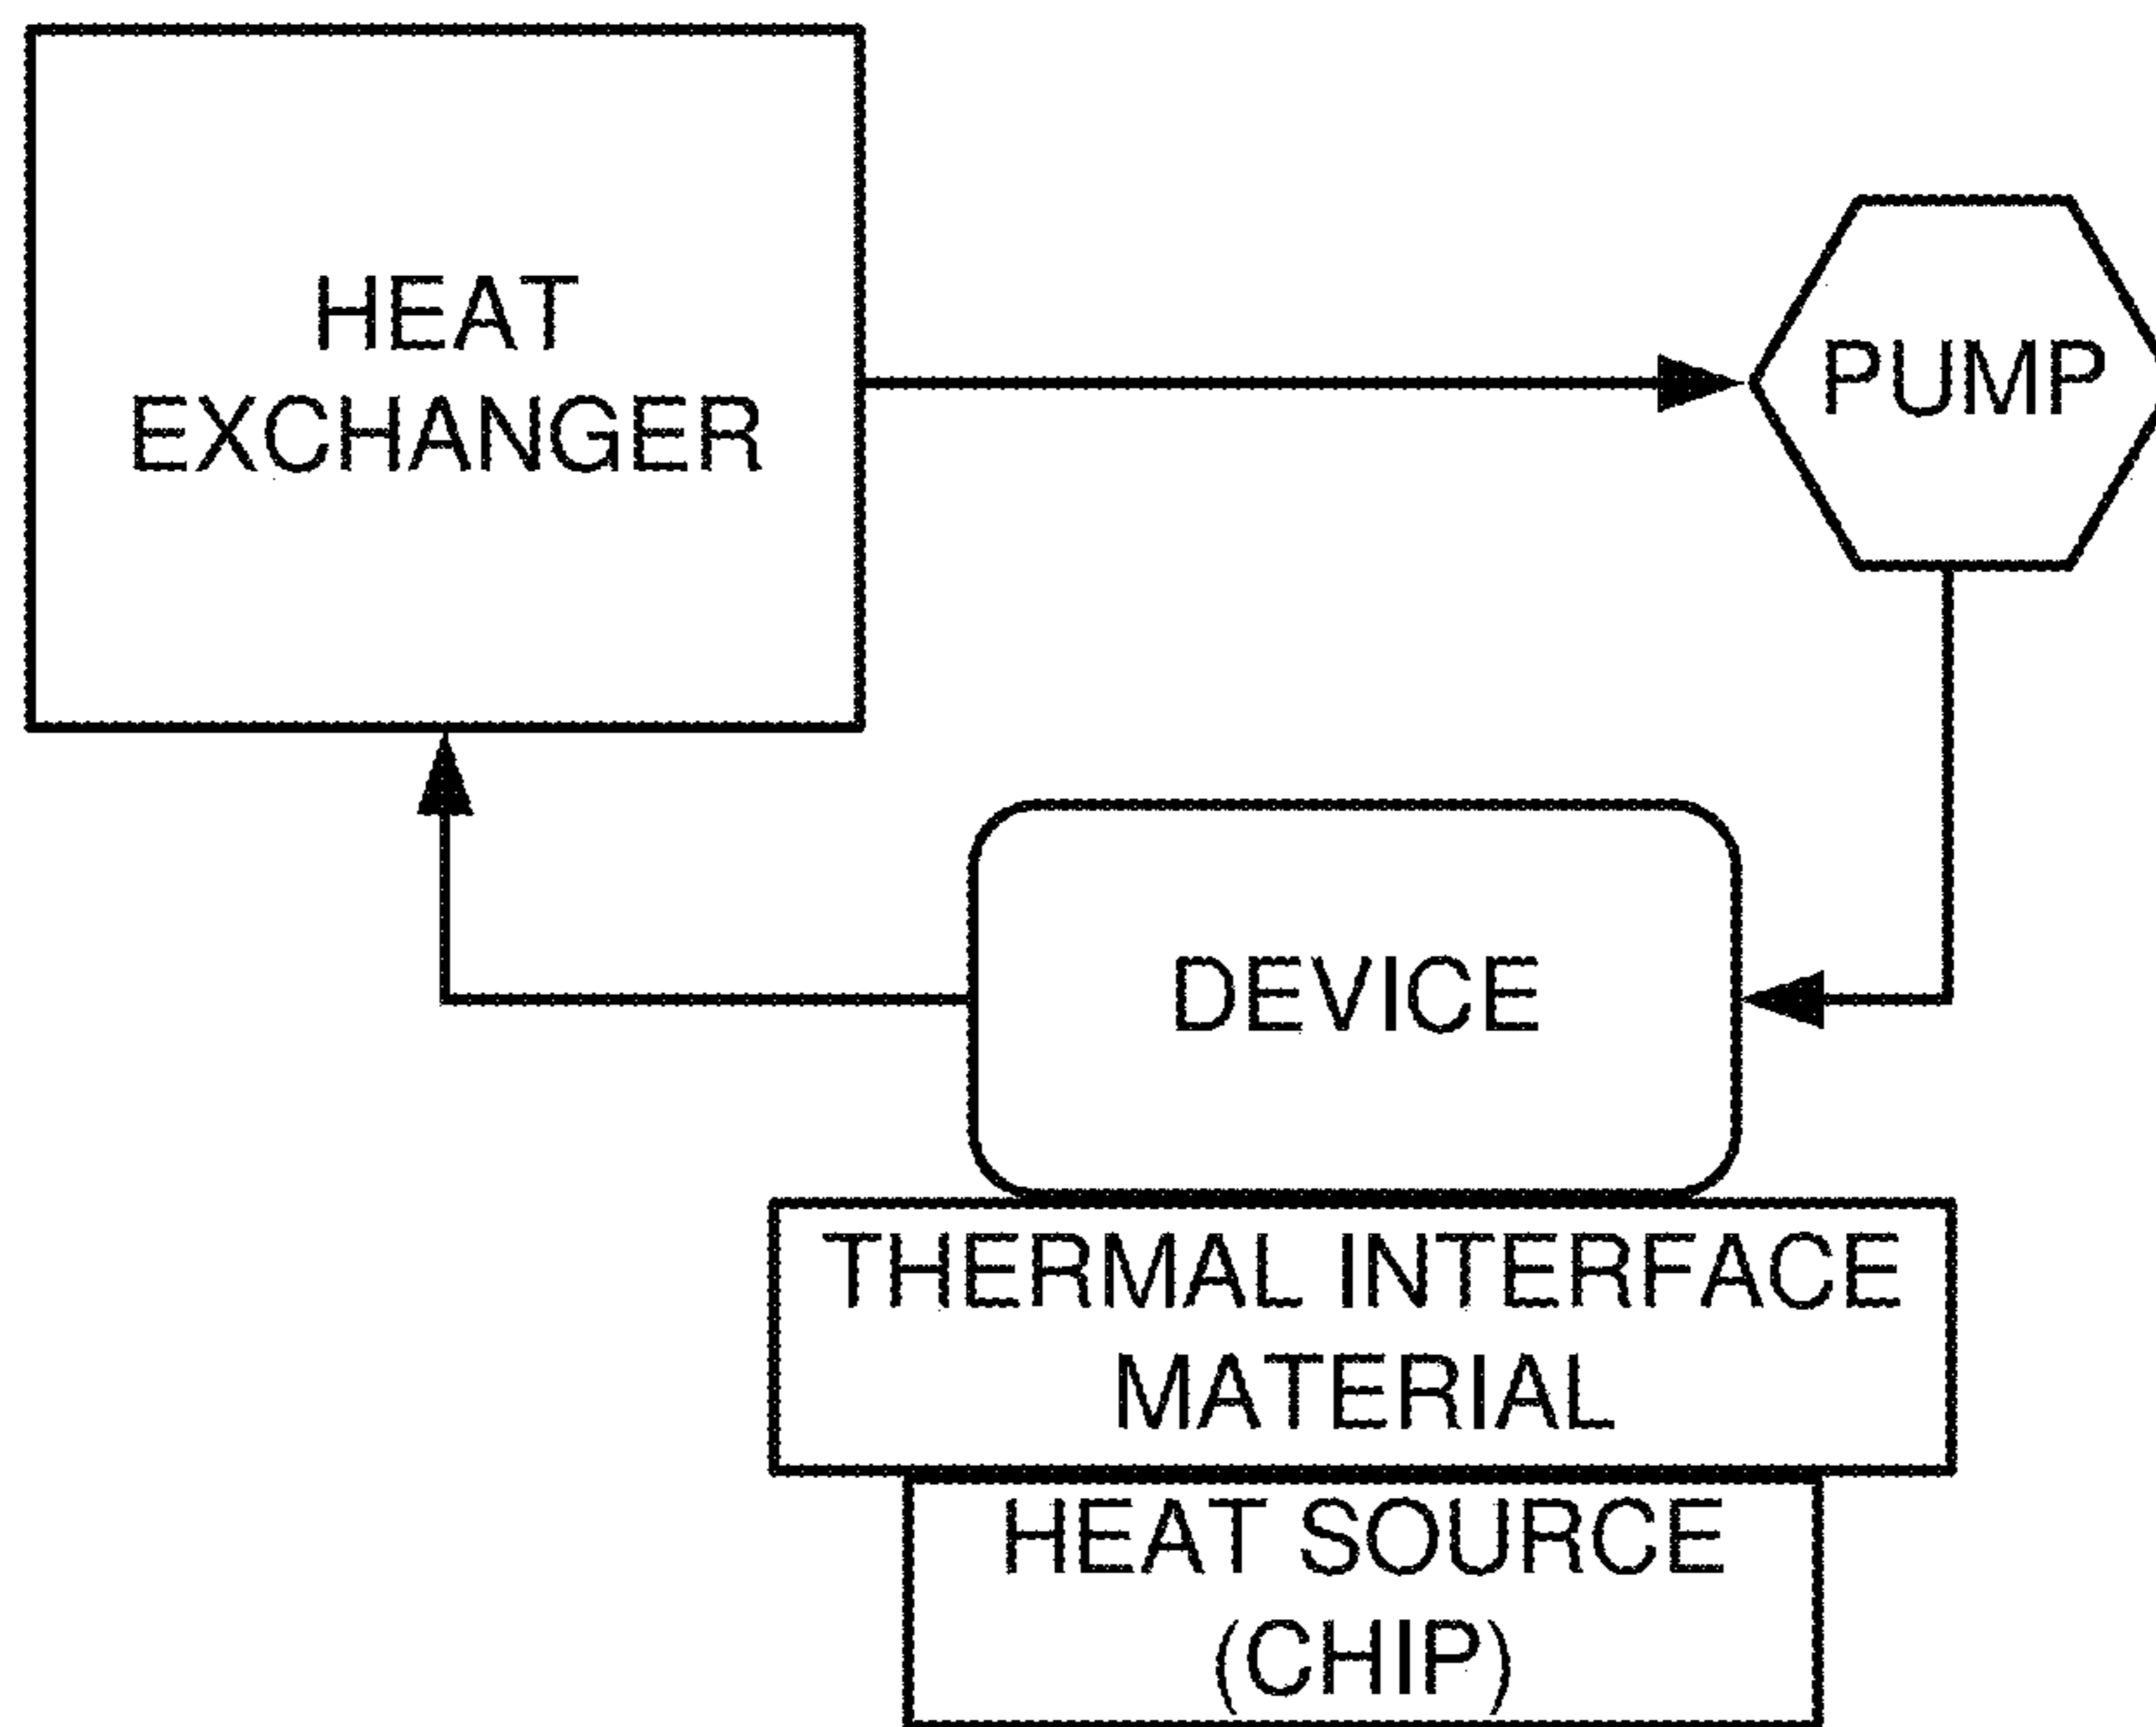 HEAT
EXCHANGER
PUMP
DEVICE
THERMAL INTERFACE
MATERIAL
HEAT SOURCE
(CHIP)